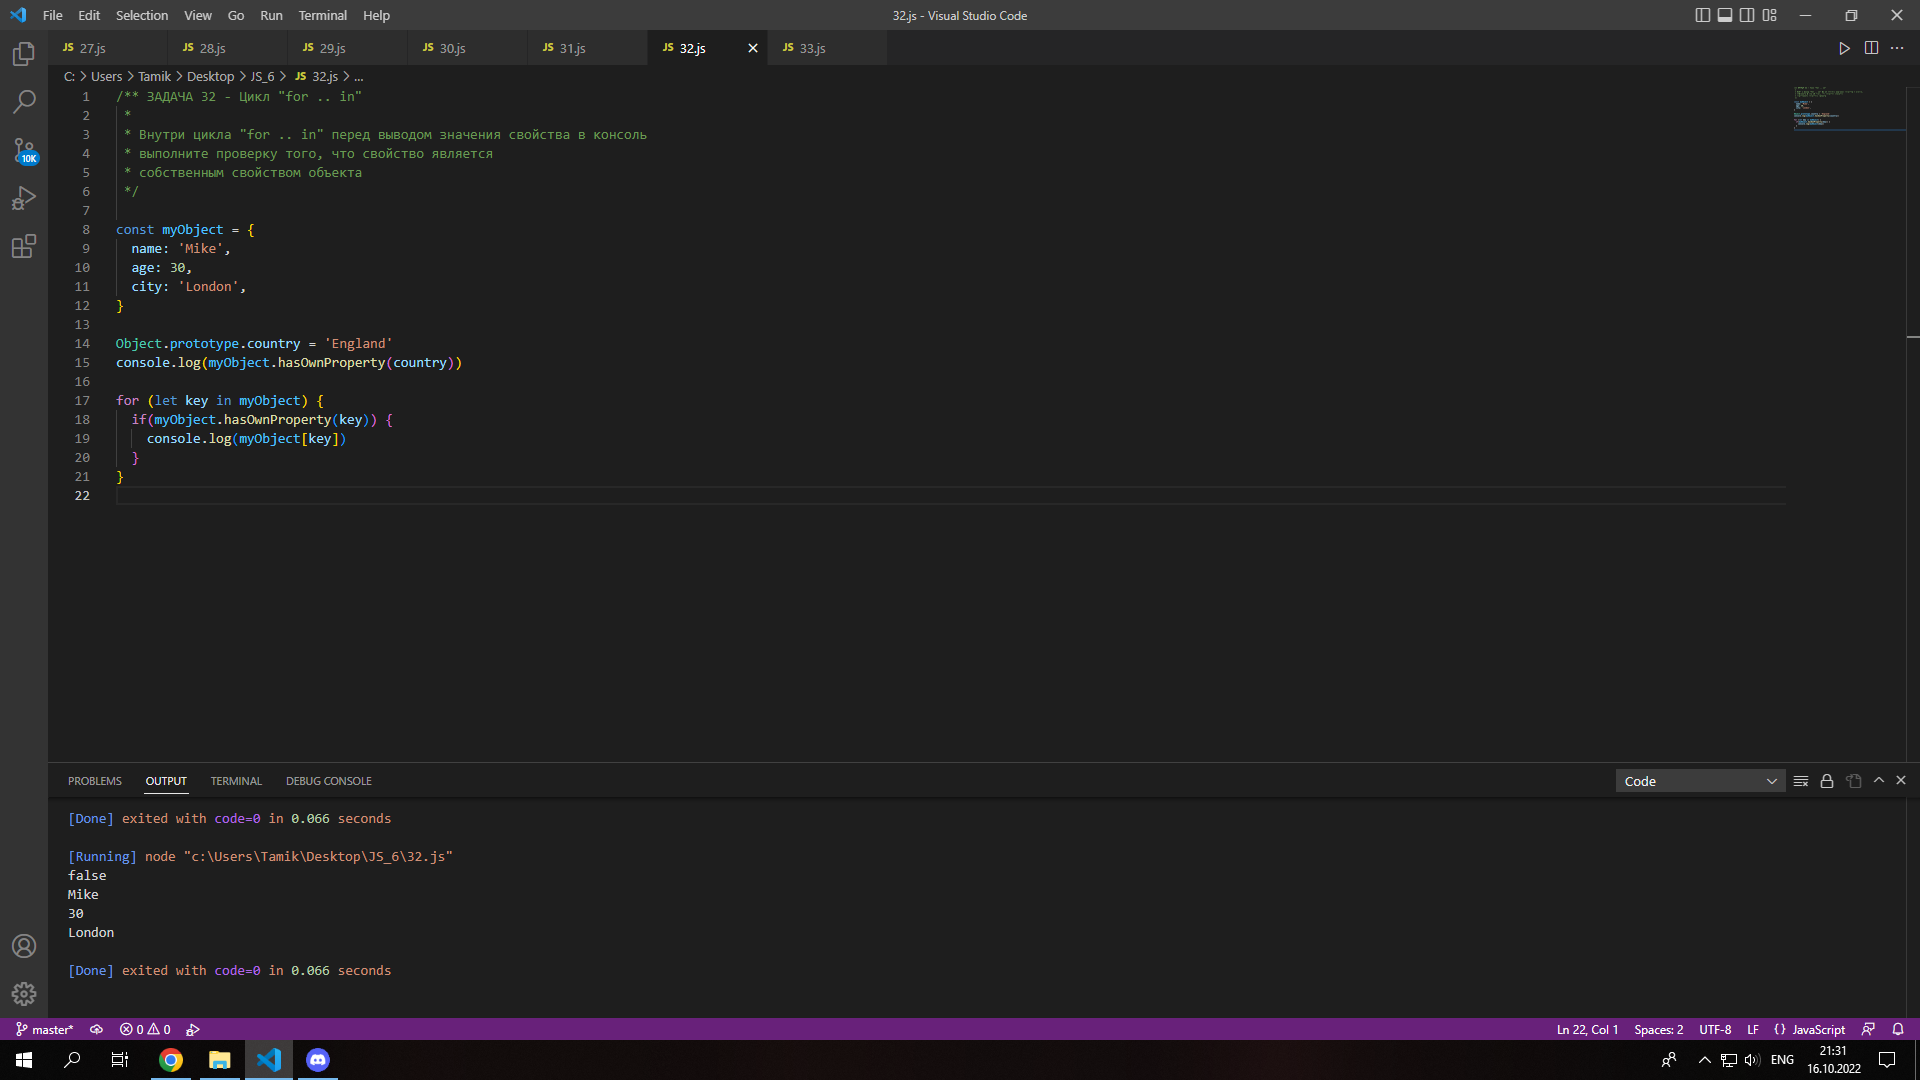 File Edit Selection View Go Run Terminal Help
32.js - Visual Studio Code
JS 27.js JS 28.js JS 29.js JS 30.js JS 31.js JS 32.js JS 33.js
C: > Users > Tamik > Desktop > JS_6 > JS 32.js > ...
1 /** ЗАДАЧА 32 - Цикл "for .. in"
2 *
3 * Внутри цикла "for .. in" перед выводом значения свойства в консоль
4 * выполните проверку того, что свойство является
5 * собственным свойством объекта
6 */
7
8 const myObject = {
9 name: 'Mike',
10 age: 30,
11 city: 'London',
12 }
13
14 Object.prototype.country = 'England'
15 console.log(myObject.hasOwnProperty(country))
16
17 for (let key in myObject) {
18 if(myObject.hasOwnProperty(key)) {
19 console.log(myObject[key])
20 }
21 }
22
10K
PROBLEMS OUTPUT TERMINAL DEBUG CONSOLE
Code
[Done] exited with code=0 in 0.066 seconds
[Running] node "c:\Users\Tamik\Desktop\JS_6\32.js"
false
Mike
30
London
[Done] exited with code=0 in 0.066 seconds
master* 0 0
Ln 22, Col 1 Spaces: 2 UTF-8 LF {} JavaScript
ENG
21:31
16.10.2022